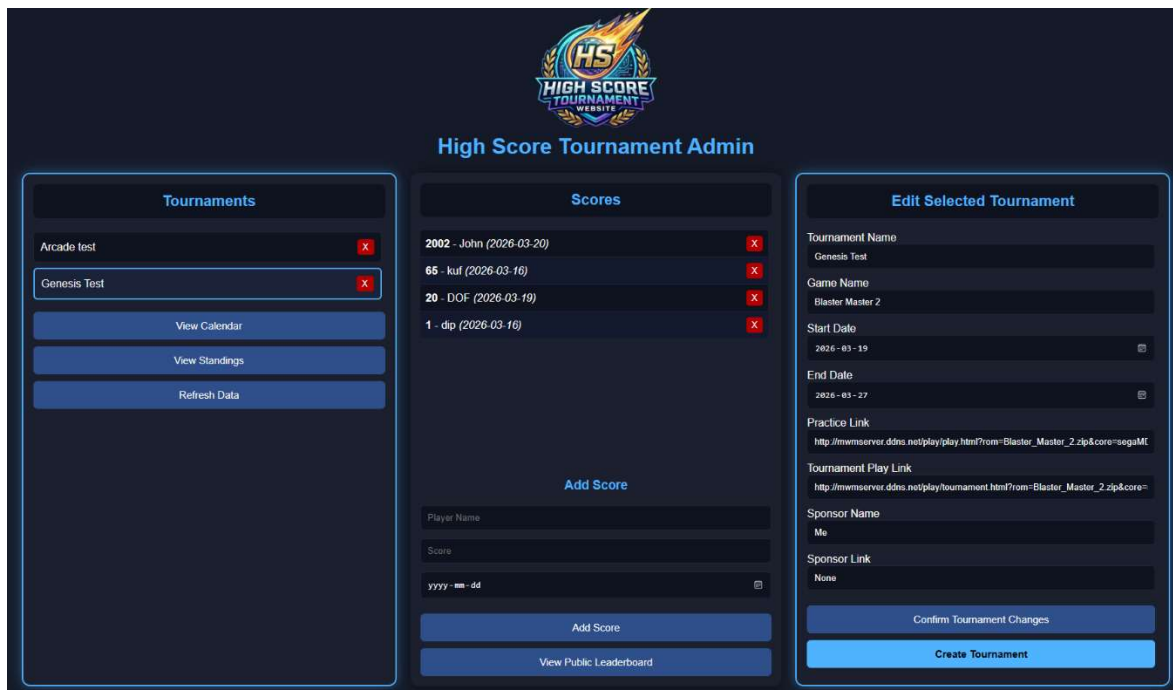 HS
HIGH SCORE
TOURNAMENT
WEBSITE
High Score Tournament Admin
Tournaments
Arcade test X
Genesis Test X
View Calendar
View Standings
Refresh Data
Scores
2002 - John (2026-03-20) X
65 - kuf (2026-03-16) X
20 - DOF (2026-03-19) X
1 - dip (2026-03-16) X
Add Score
Player Name
Score
yyyy-mm-dd
Add Score
View Public Leaderboard
Edit Selected Tournament
Tournament Name
Genesis Test
Game Name
Blaster Master 2
Start Date
2026-03-19
End Date
2026-03-27
Practice Link
http://mwmserver.ddns.net/play/play.html?rom=Blaster_Master_2.zip&core=segaME
Tournament Play Link
http://mwmserver.ddns.net/play/tournament.html?rom=Blaster_Master_2.zip&core=
Sponsor Name
Me
Sponsor Link
None
Confirm Tournament Changes
Create Tournament